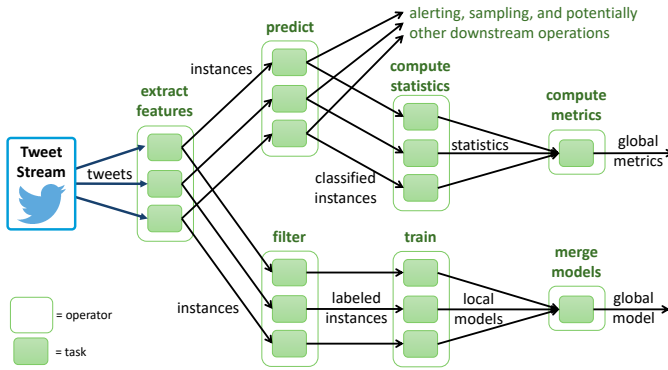 alerting, sampling, and potentially
other downstream operations
predict
instances
extract
features
compute
statistics
compute
metrics
Tweet
Stream
tweets
statistics
global
metrics
classified
instances
filter
train
merge
models
instances
labeled
instances
local
models
global
model
= operator
= task